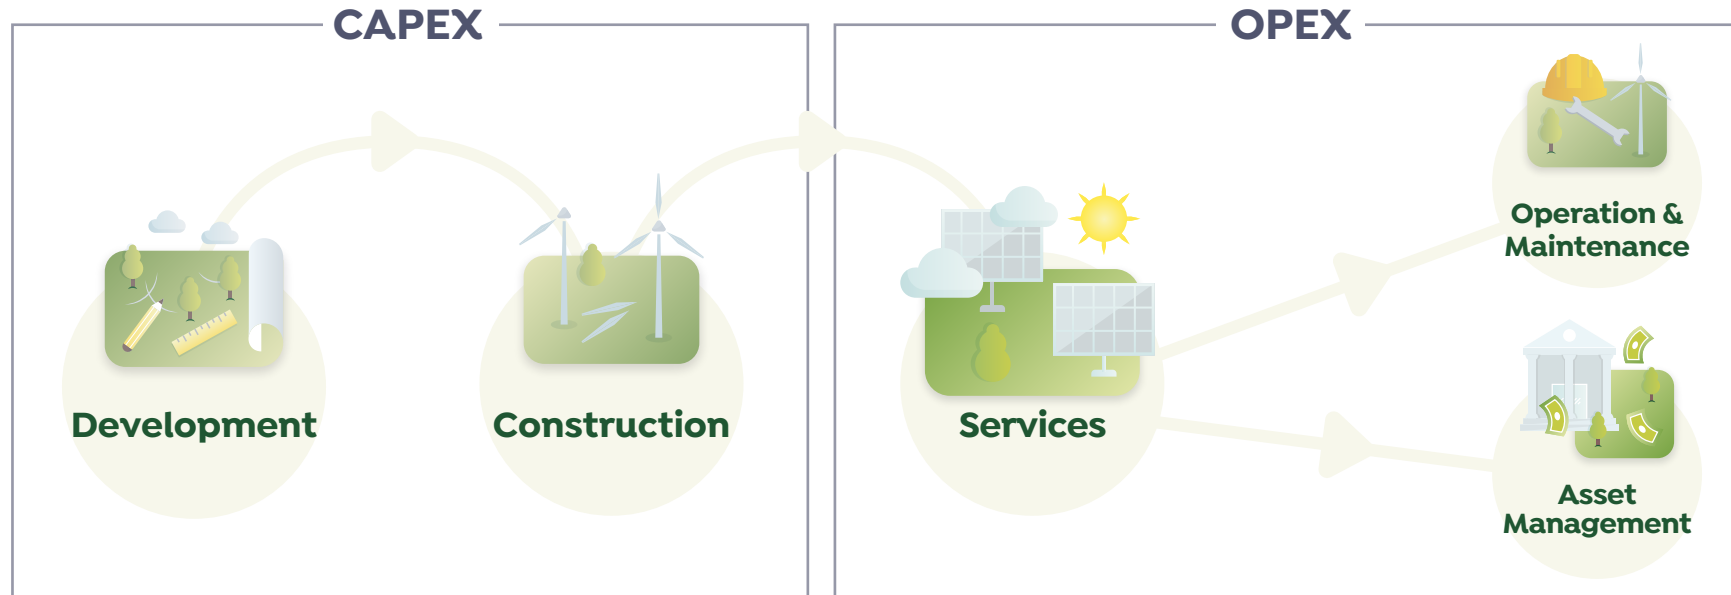 CAPEX
OPEX
Development
Construction
Services
Operation &
Maintenance
Asset
Management